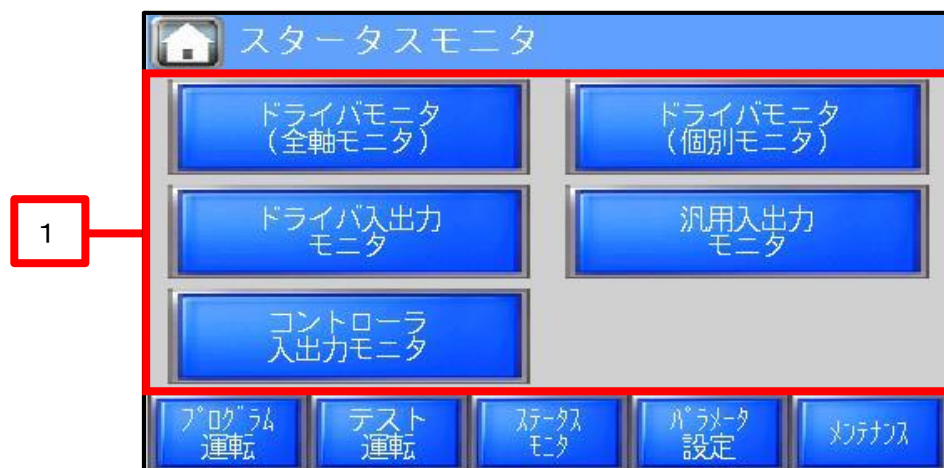 スタータスモニタ
ドライバモニタ
(全軸モニタ)
ドライバモニタ
(個別モニタ)
1
ドライバ入出力
モニタ
汎用入出力
モニタ
コントローラ
入出力モニタ
プログラム
運転
テスト
運転
ステータス
モニタ
パラメータ
設定
メンテナンス